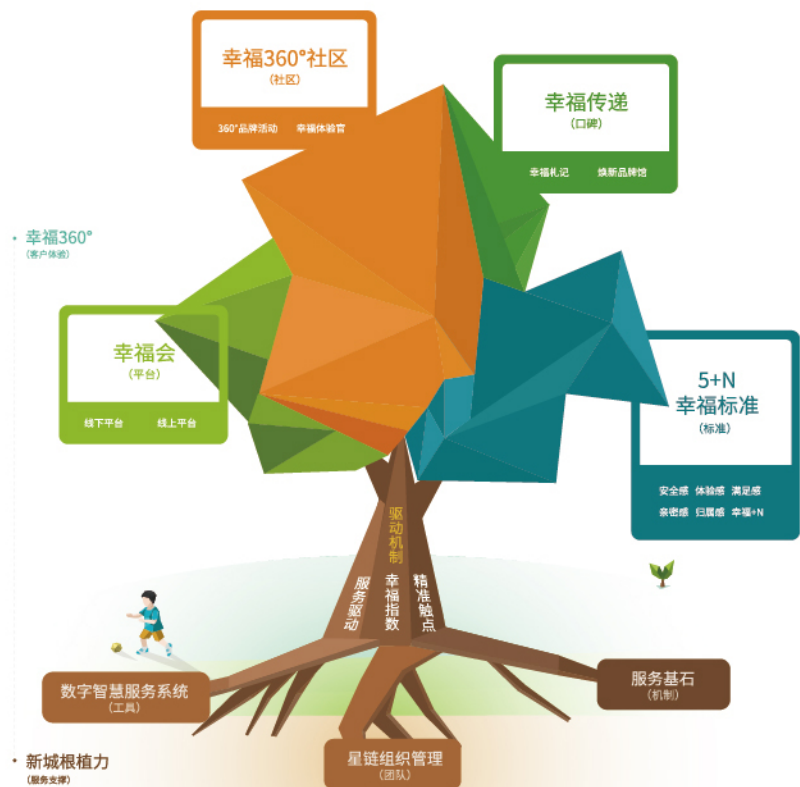 幸福360°社区
（社区）
360°品牌活动 幸福体验官
幸福传递
（口碑）
幸福札记 焕新品牌馆
幸福360°
（客户体验）
幸福会
（平台）
线下平台 线上平台
5+N
幸福标准
（标准）
安全感 体验感 满足感
亲密感 归属感 幸福+N
驱动机制
服务驱动
幸福指数
精准触点
数字智慧服务系统
（工具）
服务基石
（机制）
星链组织管理
（团队）
新城根植力
（服务支撑）